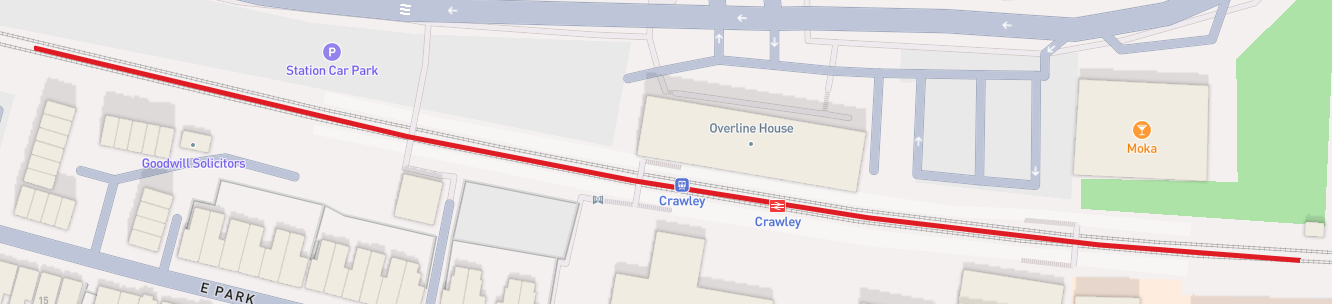 P
Station Car Park
Overline House
Moka
Goodwill Solicitors
Crawley
Crawley
E PARK
15